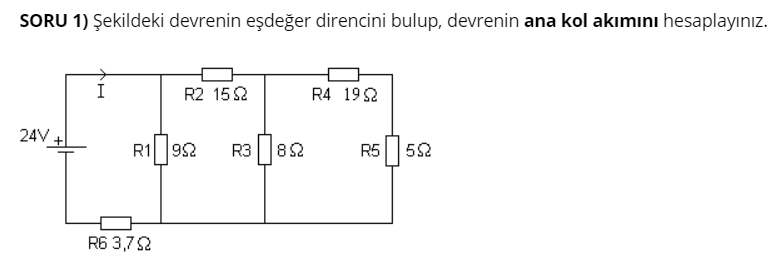 SORU 1) Şekildeki devrenin eşdeğer direncini bulup, devrenin ana kol akımını hesaplayınız.
I
R2 15Ω
R4 19Ω
24V
+
R1
9Ω
R3
8Ω
R5
5Ω
R6 3,7Ω